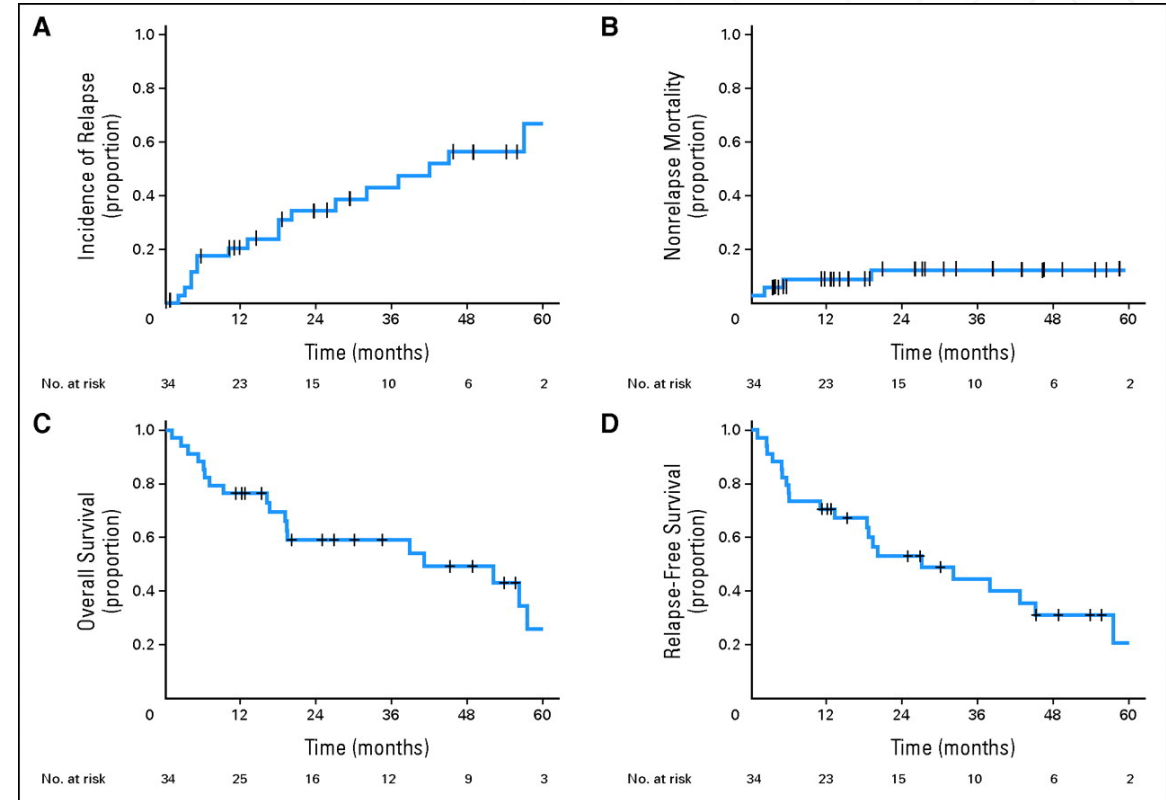 A
Incidence of Relapse
(proportion)
1.0
0.8
0.6
0.4
0.2
0 12 24 36 48 60
Time (months)
No. at risk 34 23 15 10 6 2
B
Nonrelapse Mortality
(proportion)
1.0
0.8
0.6
0.4
0.2
0 12 24 36 48 60
Time (months)
No. at risk 34 23 15 10 6 2
C
Overall Survival
(proportion)
1.0
0.8
0.6
0.4
0.2
0 12 24 36 48 60
Time (months)
No. at risk 34 25 16 12 9 3
D
Relapse-Free Survival
(proportion)
1.0
0.8
0.6
0.4
0.2
0 12 24 36 48 60
Time (months)
No. at risk 34 23 15 10 6 2